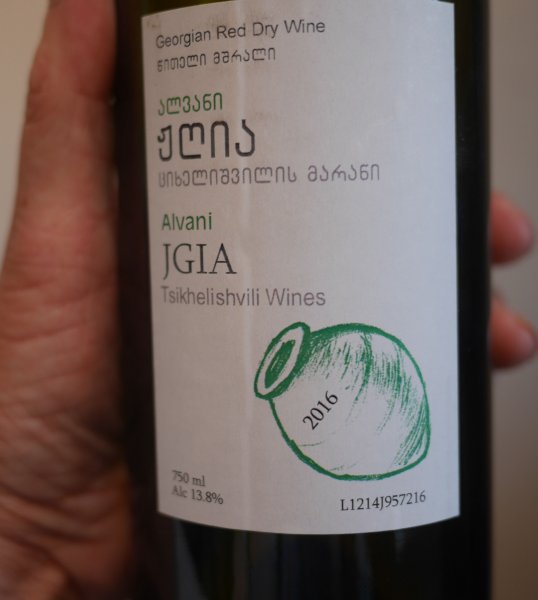 Georgian Red Dry Wine
წითელი მშრალი
ალვანი
ჟღია
ციხელიშვილის მარანი
Alvani
JGIA
Tsikhelishvili Wines
2016
750 ml
Alc 13.8%
L1214J957216